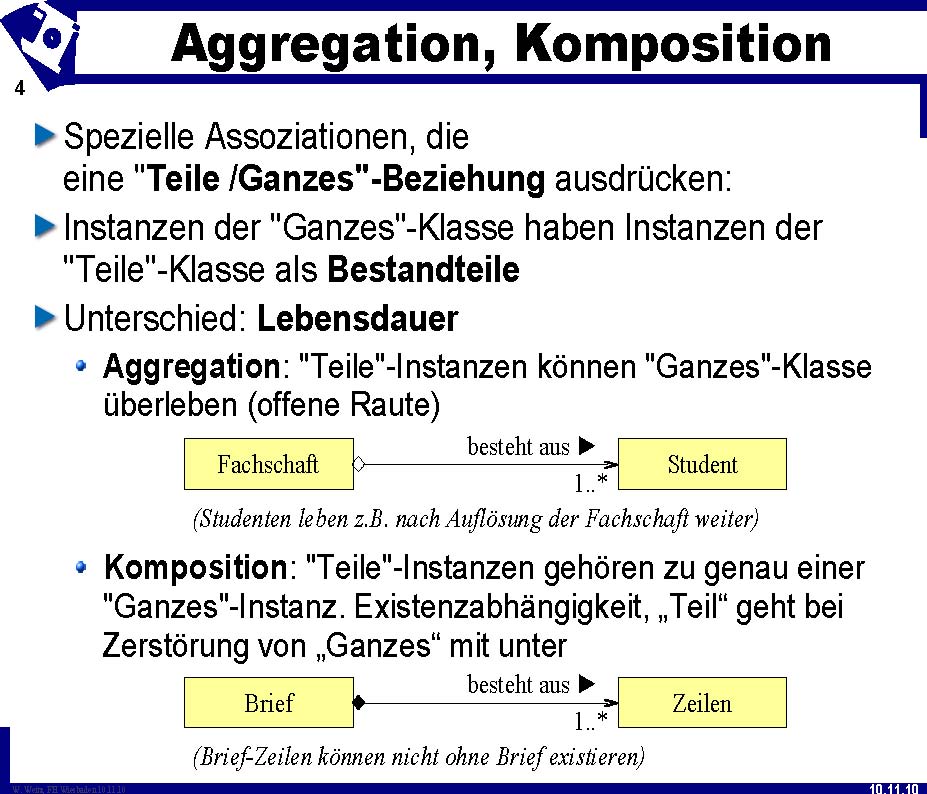 Aggregation, Komposition
4
Spezielle Assoziationen, die
eine "Teile /Ganzes"-Beziehung ausdrücken:
Instanzen der "Ganzes"-Klasse haben Instanzen der
"Teile"-Klasse als Bestandteile
Unterschied: Lebensdauer
Aggregation: "Teile"-Instanzen können "Ganzes"-Klasse
überleben (offene Raute)
besteht aus ▶
Fachschaft
Student
1..*
(Studenten leben z.B. nach Auflösung der Fachschaft weiter)
Komposition: "Teile"-Instanzen gehören zu genau einer
"Ganzes"-Instanz. Existenzabhängigkeit, „Teil“ geht bei
Zerstörung von „Ganzes“ mit unter
besteht aus ▶
Brief
Zeilen
1..*
(Brief-Zeilen können nicht ohne Brief existieren)
FH Wiesbaden 10.11.10
10.11.10